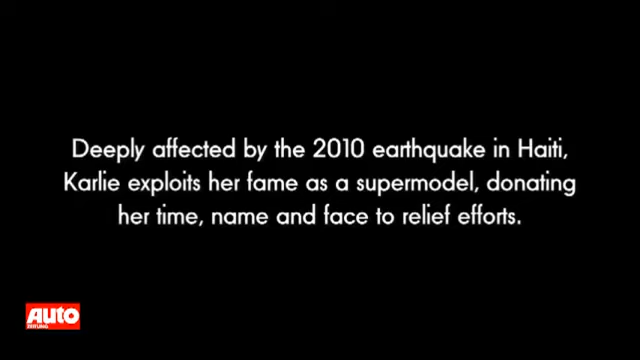 Deeply affected by the 2010 earthquake in Haiti,
Karlie exploits her fame as a supermodel, donating
her time, name and face to relief efforts.
Auto
ZEITUNG